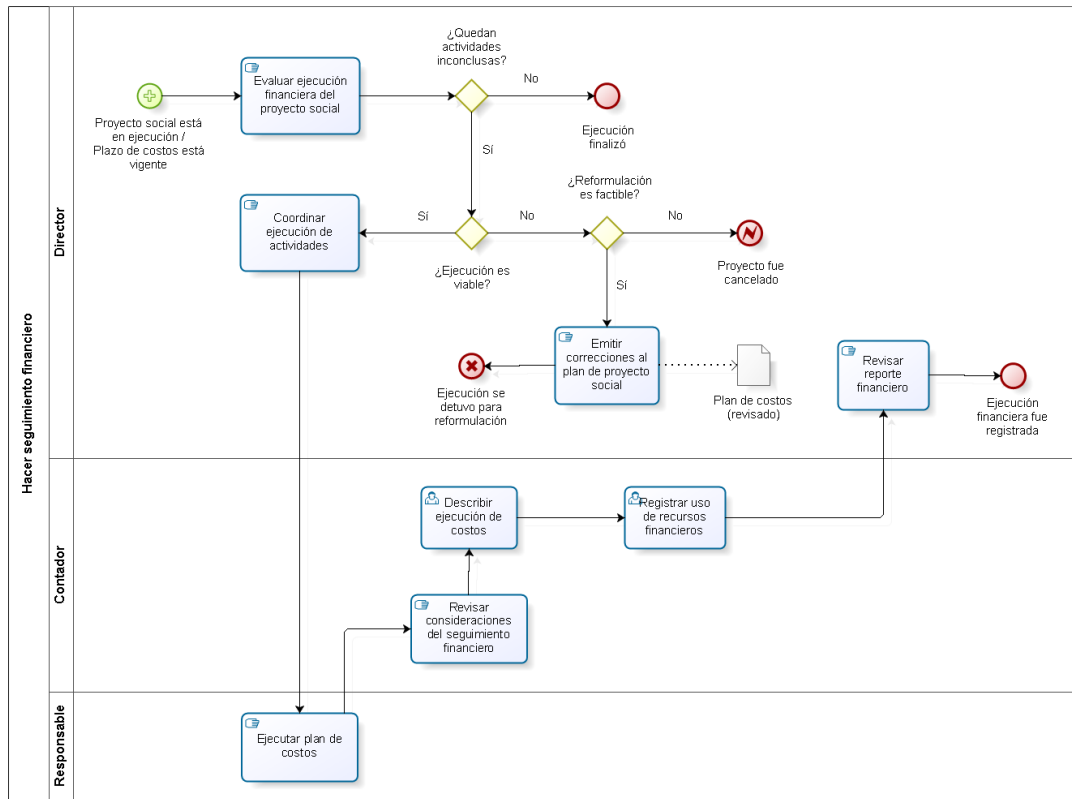 Hacer seguimiento financiero
Director
¿Quedan
actividades
inconclusas?
Evaluar ejecución
financiera del
proyecto social
No
Proyecto social está
en ejecución /
Plazo de costos está
vigente
Ejecución
finalizó
Sí
¿Reformulación
es factible?
Coordinar
ejecución de
actividades
Sí
No
No
¿Ejecución es
viable?
Proyecto fue
cancelado
Sí
Emitir
correcciones al
plan de proyecto
social
Revisar
reporte
financiero
Ejecución se
detuvo para
reformulación
Plan de costos
(revisado)
Ejecución
financiera fue
registrada
Contador
Describir
ejecución de
costos
Registrar uso
de recursos
financieros
Revisar
consideraciones
del seguimiento
financiero
Responsable
Ejecutar plan de
costos